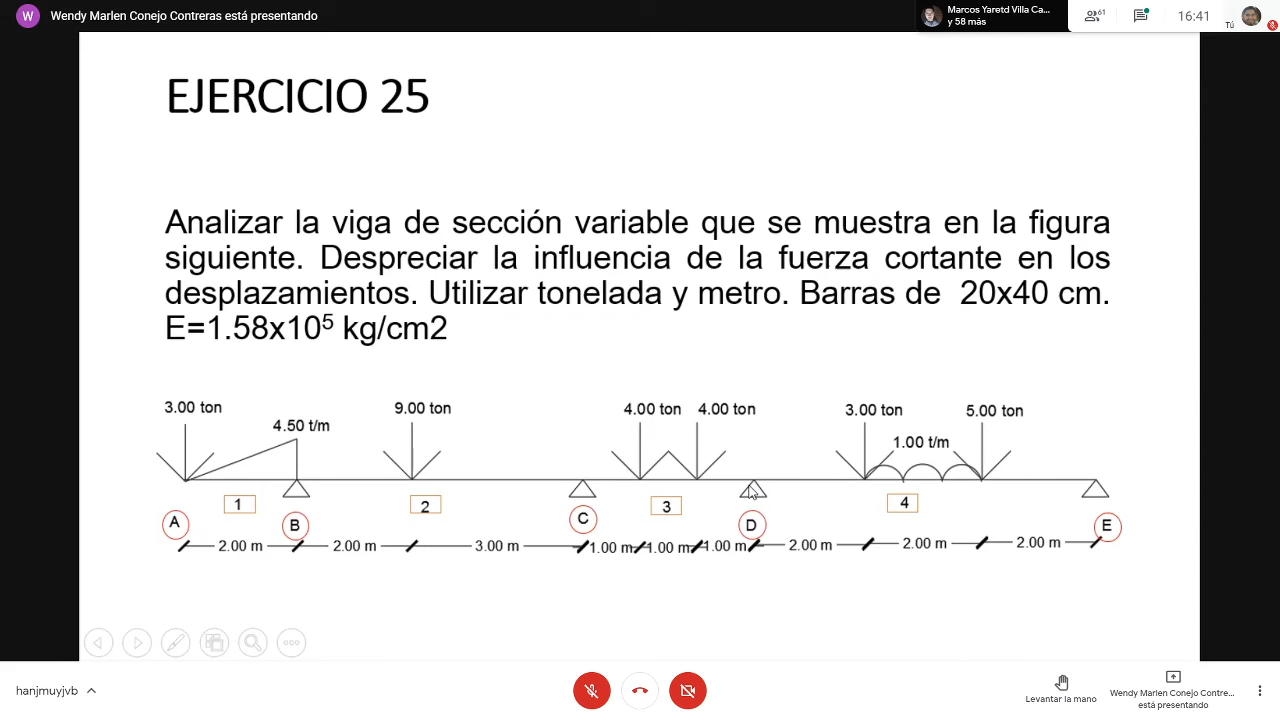 W Wendy Marlen Conejo Contreras está presentando
Marcos Yaretd Villa Ca...
y 58 más
61
16:41
Tú
EJERCICIO 25
Analizar la viga de sección variable que se muestra en la figura
siguiente. Despreciar la influencia de la fuerza cortante en los
desplazamientos. Utilizar tonelada y metro. Barras de 20x40 cm.
E=1.58x10⁵ kg/cm2
3.00 ton 9.00 ton 4.00 ton 4.00 ton 3.00 ton 5.00 ton
4.50 t/m 1.00 t/m
1 2 3 4
A B C D E
2.00 m 2.00 m 3.00 m 1.00 m 1.00 m 1.00 m 2.00 m 2.00 m 2.00 m
hanjmuyjvb
Levantar la mano
Wendy Marlen Conejo Contre...
está presentando